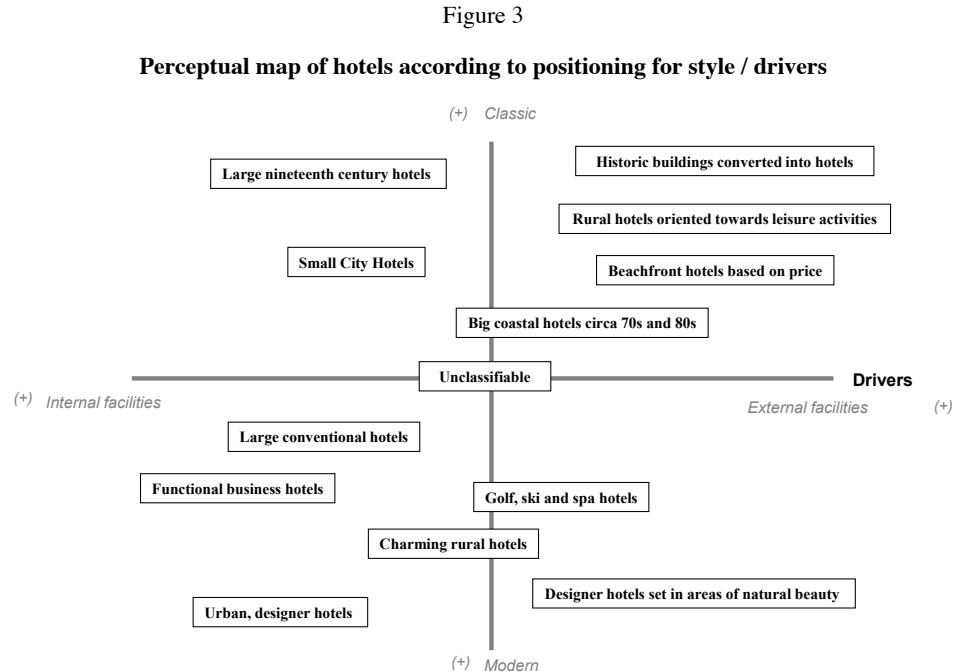 Figure 3
Perceptual map of hotels according to positioning for style / drivers
(+) Classic
Historic buildings converted into hotels
Large nineteenth century hotels
Rural hotels oriented towards leisure activities
Small City Hotels
Beachfront hotels based on price
Big coastal hotels circa 70s and 80s
Unclassifiable
Drivers
(+) Internal facilities
External facilities (+)
Large conventional hotels
Functional business hotels
Golf, ski and spa hotels
Charming rural hotels
Designer hotels set in areas of natural beauty
Urban, designer hotels
(+) Modern